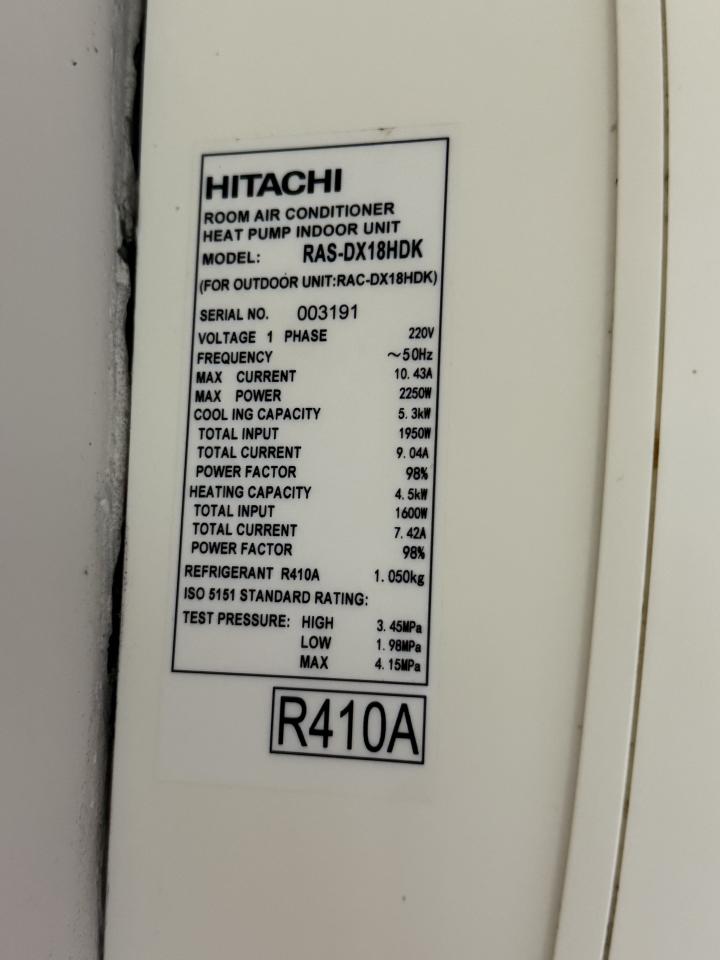 HITACHI
ROOM AIR CONDITIONER
HEAT PUMP INDOOR UNIT
MODEL: RAS-DX18HDK
(FOR OUTDOOR UNIT:RAC-DX18HDK)
SERIAL NO. 003191
VOLTAGE 1 PHASE 220V
FREQUENCY ~50Hz
MAX CURRENT 10.43A
MAX POWER 2250W
COOLING CAPACITY 5.3kW
TOTAL INPUT 1950W
TOTAL CURRENT 9.04A
POWER FACTOR 98%
HEATING CAPACITY 4.5kW
TOTAL INPUT 1600W
TOTAL CURRENT 7.42A
POWER FACTOR 98%
REFRIGERANT R410A 1.050kg
ISO 5151 STANDARD RATING:
TEST PRESSURE: HIGH 3.45MPa
LOW 1.98MPa
MAX 4.15MPa
R410A